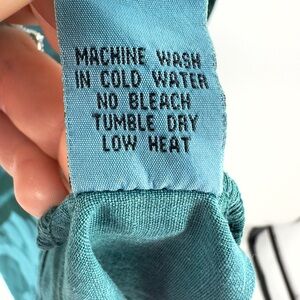 MACHINE WASH
IN COLD WATER
NO BLEACH
TUMBLE DRY
LOW HEAT